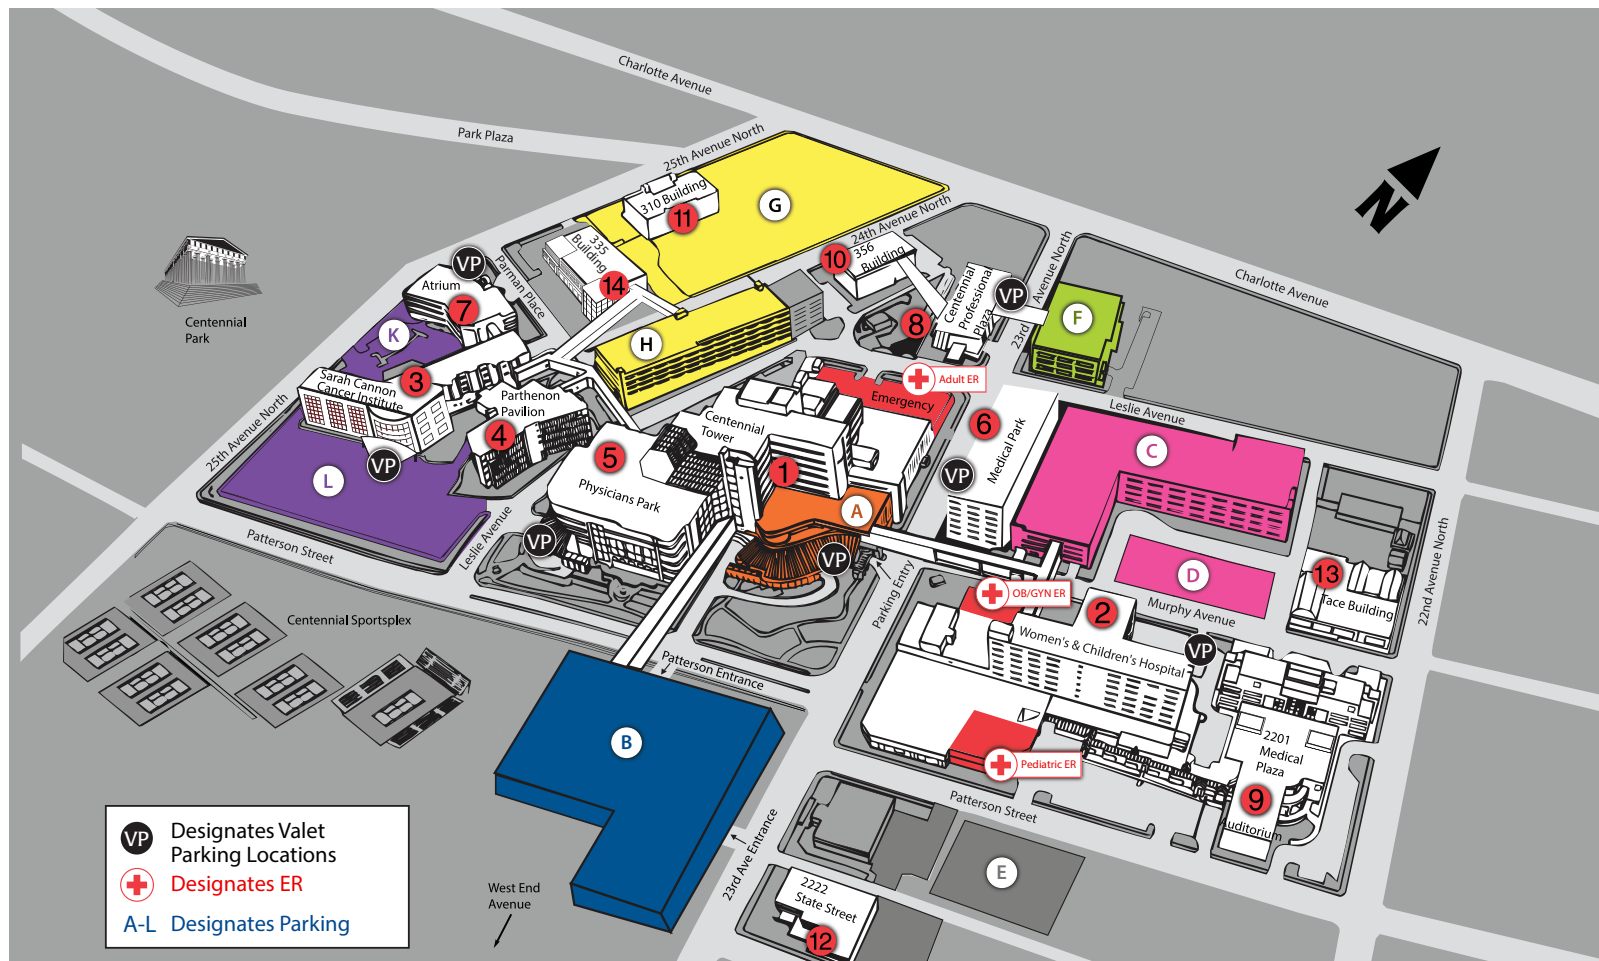 Charlotte Avenue
Park Plaza
25th Avenue North
310 Building
11
G
24th Avenue North
335
Building
14
10
356
Building
Centennial
Professional
Plaza
8
VP
23rd
Avenue North
Charlotte Avenue
N
F
Centennial
Park
VP
Atrium
7
Parman Place
K
H
Sarah Cannon
Cancer Institute
3
Parthenon
Pavilion
4
VP
L
25th Avenue North
Adult ER
Emergency
Centennial
Tower
1
A
5
Physicians Park
VP
VP
6
Medical Park
VP
Leslie Avenue
C
D
13
Tace Building
22nd Avenue North
Murphy Avenue
Patterson Street
Leslie Avenue
Centennial Sportsplex
Parking Entry
OB/GYN ER
2
Women's & Children's Hospital
VP
Patterson Entrance
B
Pediatric ER
2201
Medical
Plaza
9
Auditorium
Patterson Street
E
23rd Ave Entrance
2222
State Street
12
West End
Avenue
VP
Designates Valet
Parking Locations
Designates ER
A-L Designates Parking